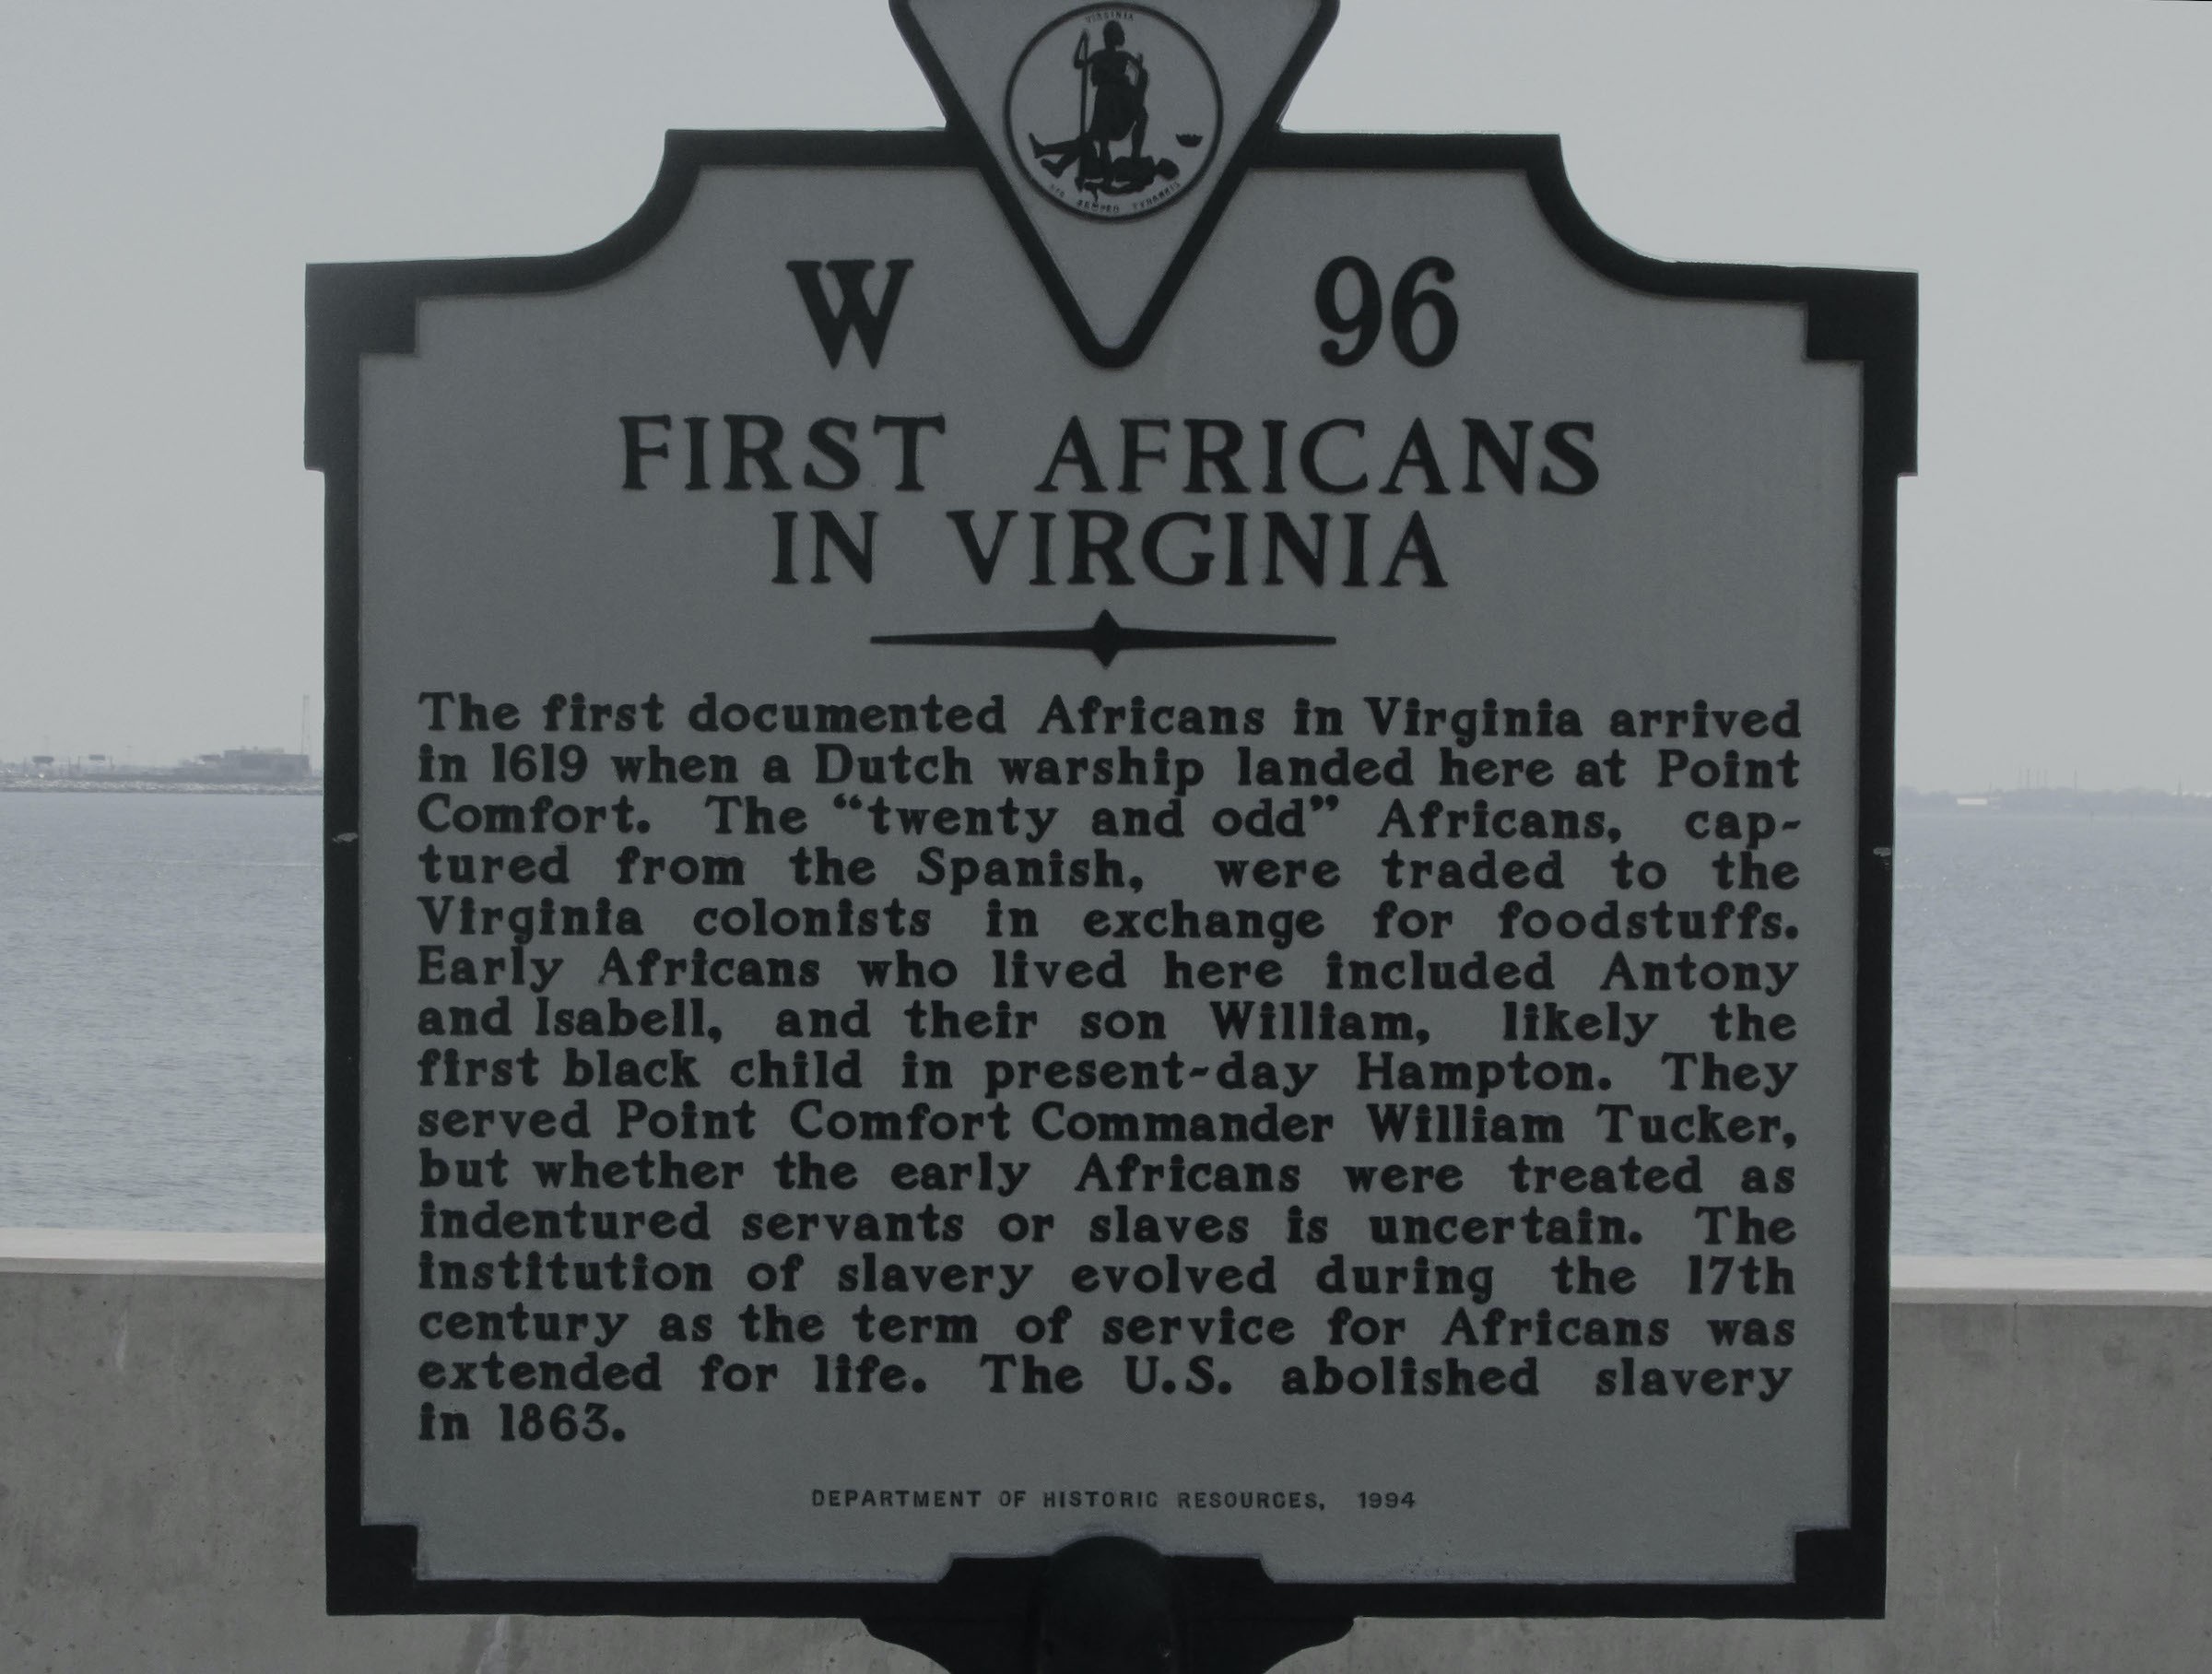 VIRGINIA
SIC SEMPER TYRANNIS
W 96
FIRST AFRICANS
IN VIRGINIA
The first documented Africans in Virginia arrived
in 1619 when a Dutch warship landed here at Point
Comfort. The “twenty and odd” Africans, cap-
tured from the Spanish, were traded to the
Virginia colonists in exchange for foodstuffs.
Early Africans who lived here included Antony
and Isabell, and their son William, likely the
first black child in present-day Hampton. They
served Point Comfort Commander William Tucker,
but whether the early Africans were treated as
indentured servants or slaves is uncertain. The
institution of slavery evolved during the 17th
century as the term of service for Africans was
extended for life. The U.S. abolished slavery
in 1863.
DEPARTMENT OF HISTORIC RESOURCES, 1994